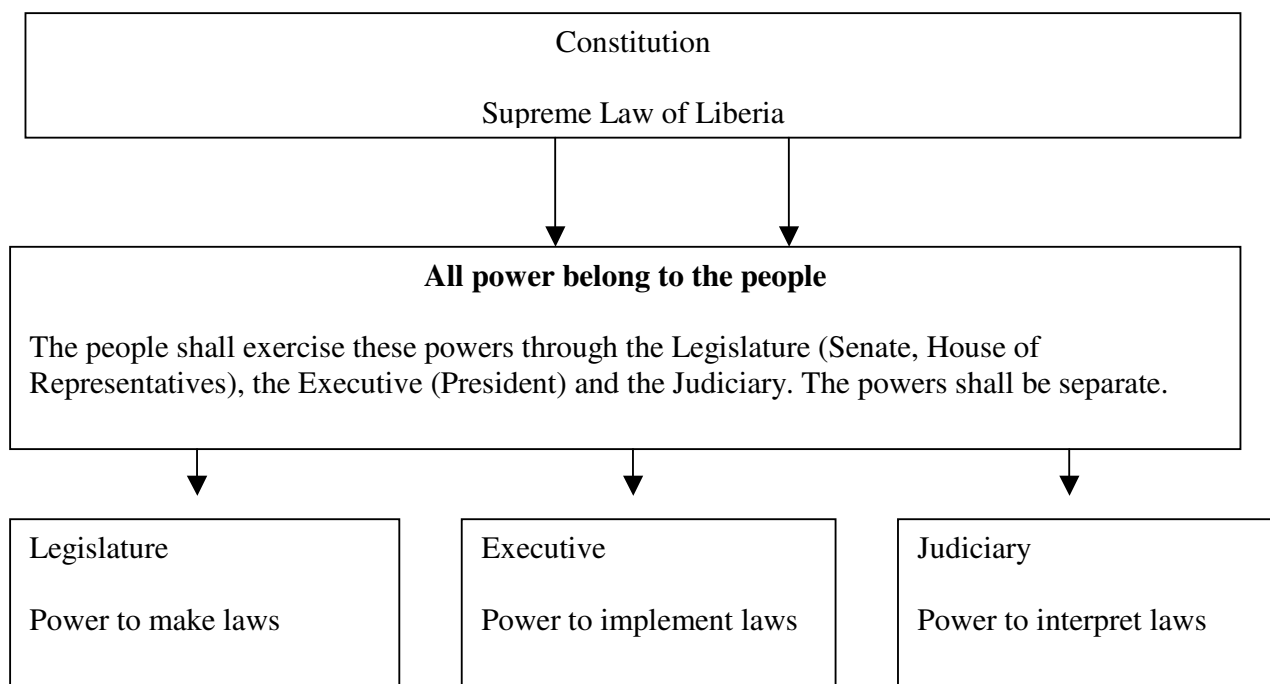 Constitution
Supreme Law of Liberia
All power belong to the people
The people shall exercise these powers through the Legislature (Senate, House of
Representatives), the Executive (President) and the Judiciary. The powers shall be separate.
Legislature
Power to make laws
Executive
Power to implement laws
Judiciary
Power to interpret laws